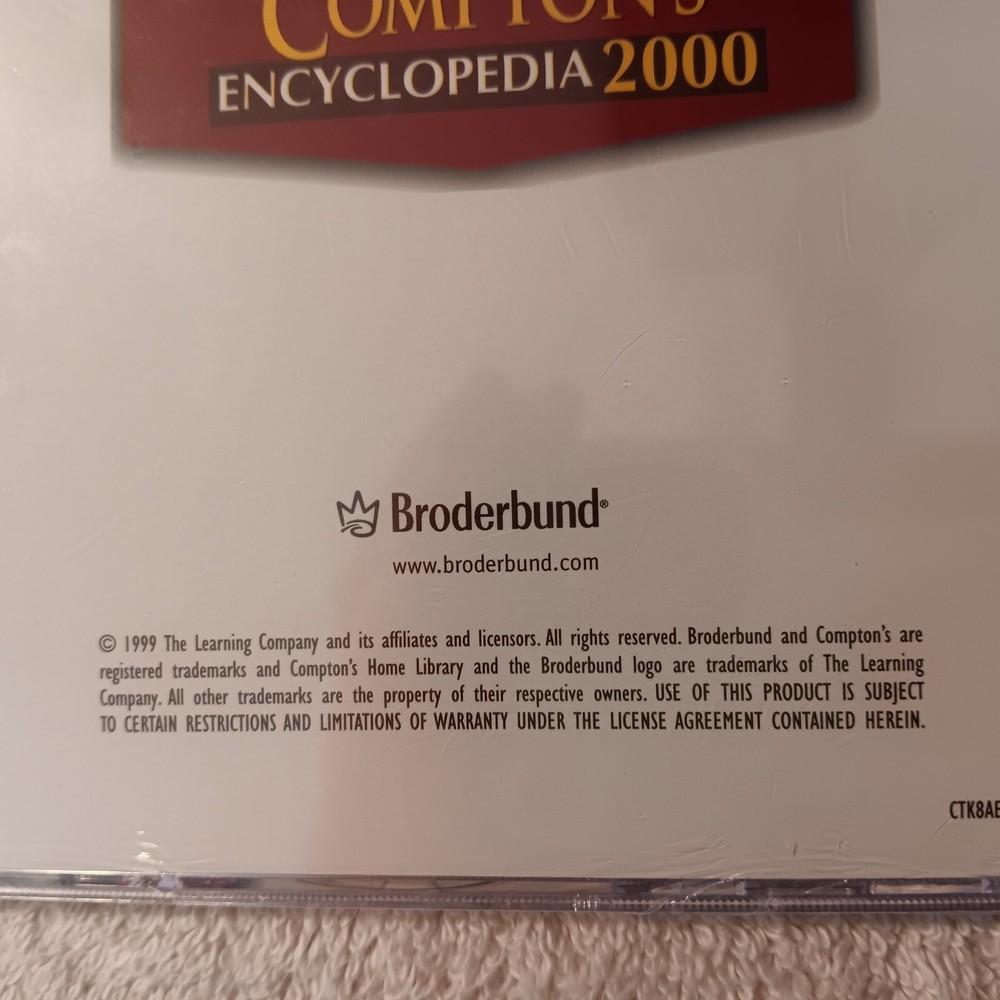 COMPTON'S
ENCYCLOPEDIA 2000
Broderbund®
www.broderbund.com
© 1999 The Learning Company and its affiliates and licensors. All rights reserved. Broderbund and Compton's are
registered trademarks and Compton's Home Library and the Broderbund logo are trademarks of The Learning
Company. All other trademarks are the property of their respective owners. USE OF THIS PRODUCT IS SUBJECT
TO CERTAIN RESTRICTIONS AND LIMITATIONS OF WARRANTY UNDER THE LICENSE AGREEMENT CONTAINED HEREIN.
CTK8AE